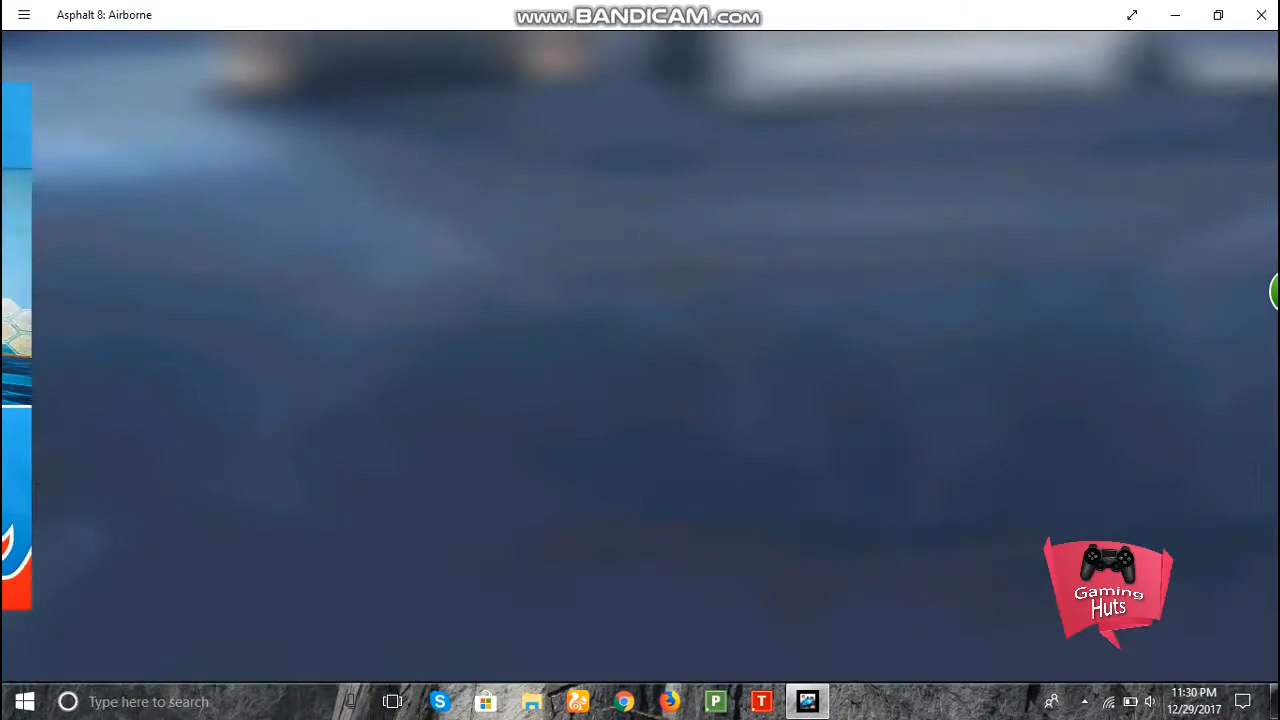 Asphalt 8: Airborne
www.BANDICAM.com
Gaming
Huts
Type here to search
11:30 PM
12/29/2017